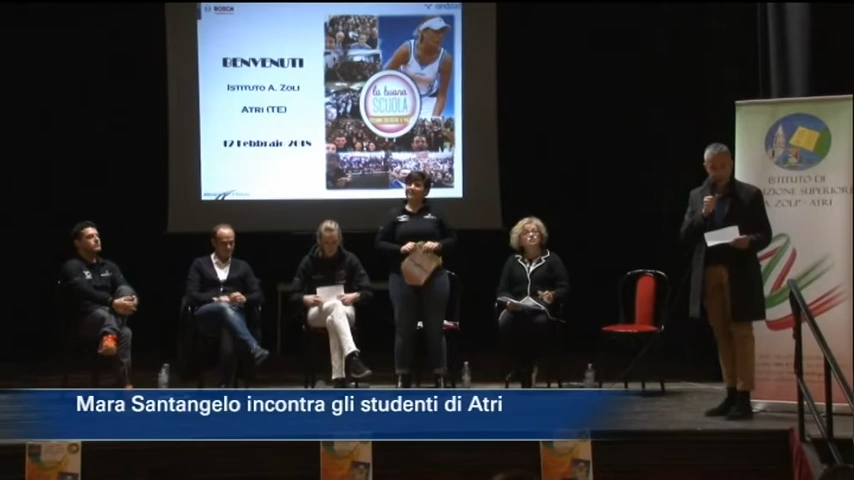 BOSCH
randstad
BENVENUTI
ISTITUTO A. ZOLI
ATRI (TE)
12 FEBBRAIO 2018
la buona
SCUOLA
ISTITUTO DI
ZIONE SUPERIORE
A. ZOLI" - ATRI
Mara Santangelo incontra gli studenti di Atri